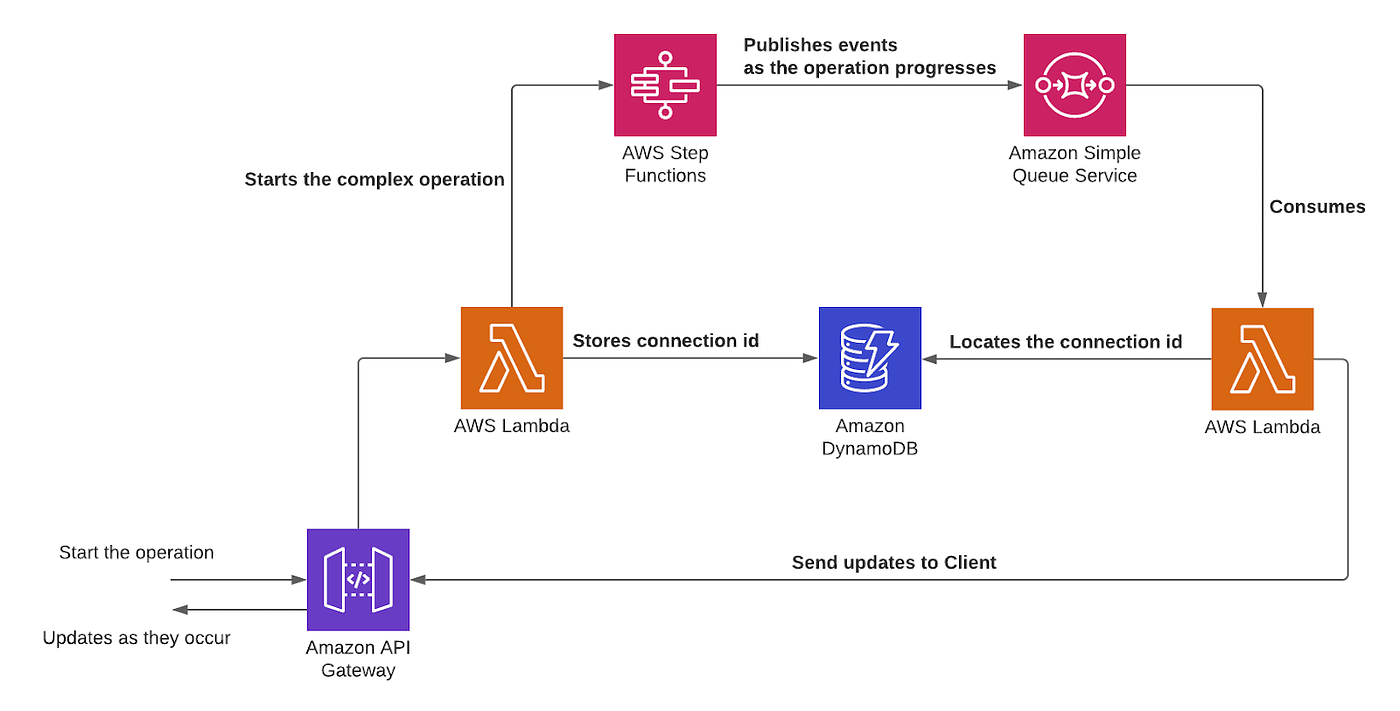 Publishes events
as the operation progresses
AWS Step
Functions
Amazon Simple
Queue Service
Starts the complex operation
Consumes
Stores connection id
Locates the connection id
AWS Lambda
Amazon
DynamoDB
AWS Lambda
Start the operation
</>
Send updates to Client
Updates as they occur
Amazon API
Gateway